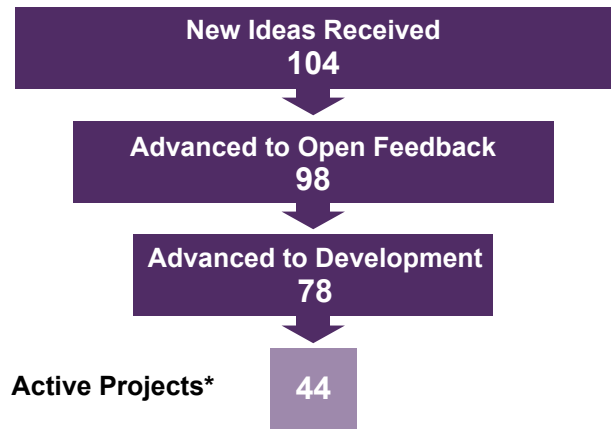 New Ideas Received
104
Advanced to Open Feedback
98
Advanced to Development
78
Active Projects*
44